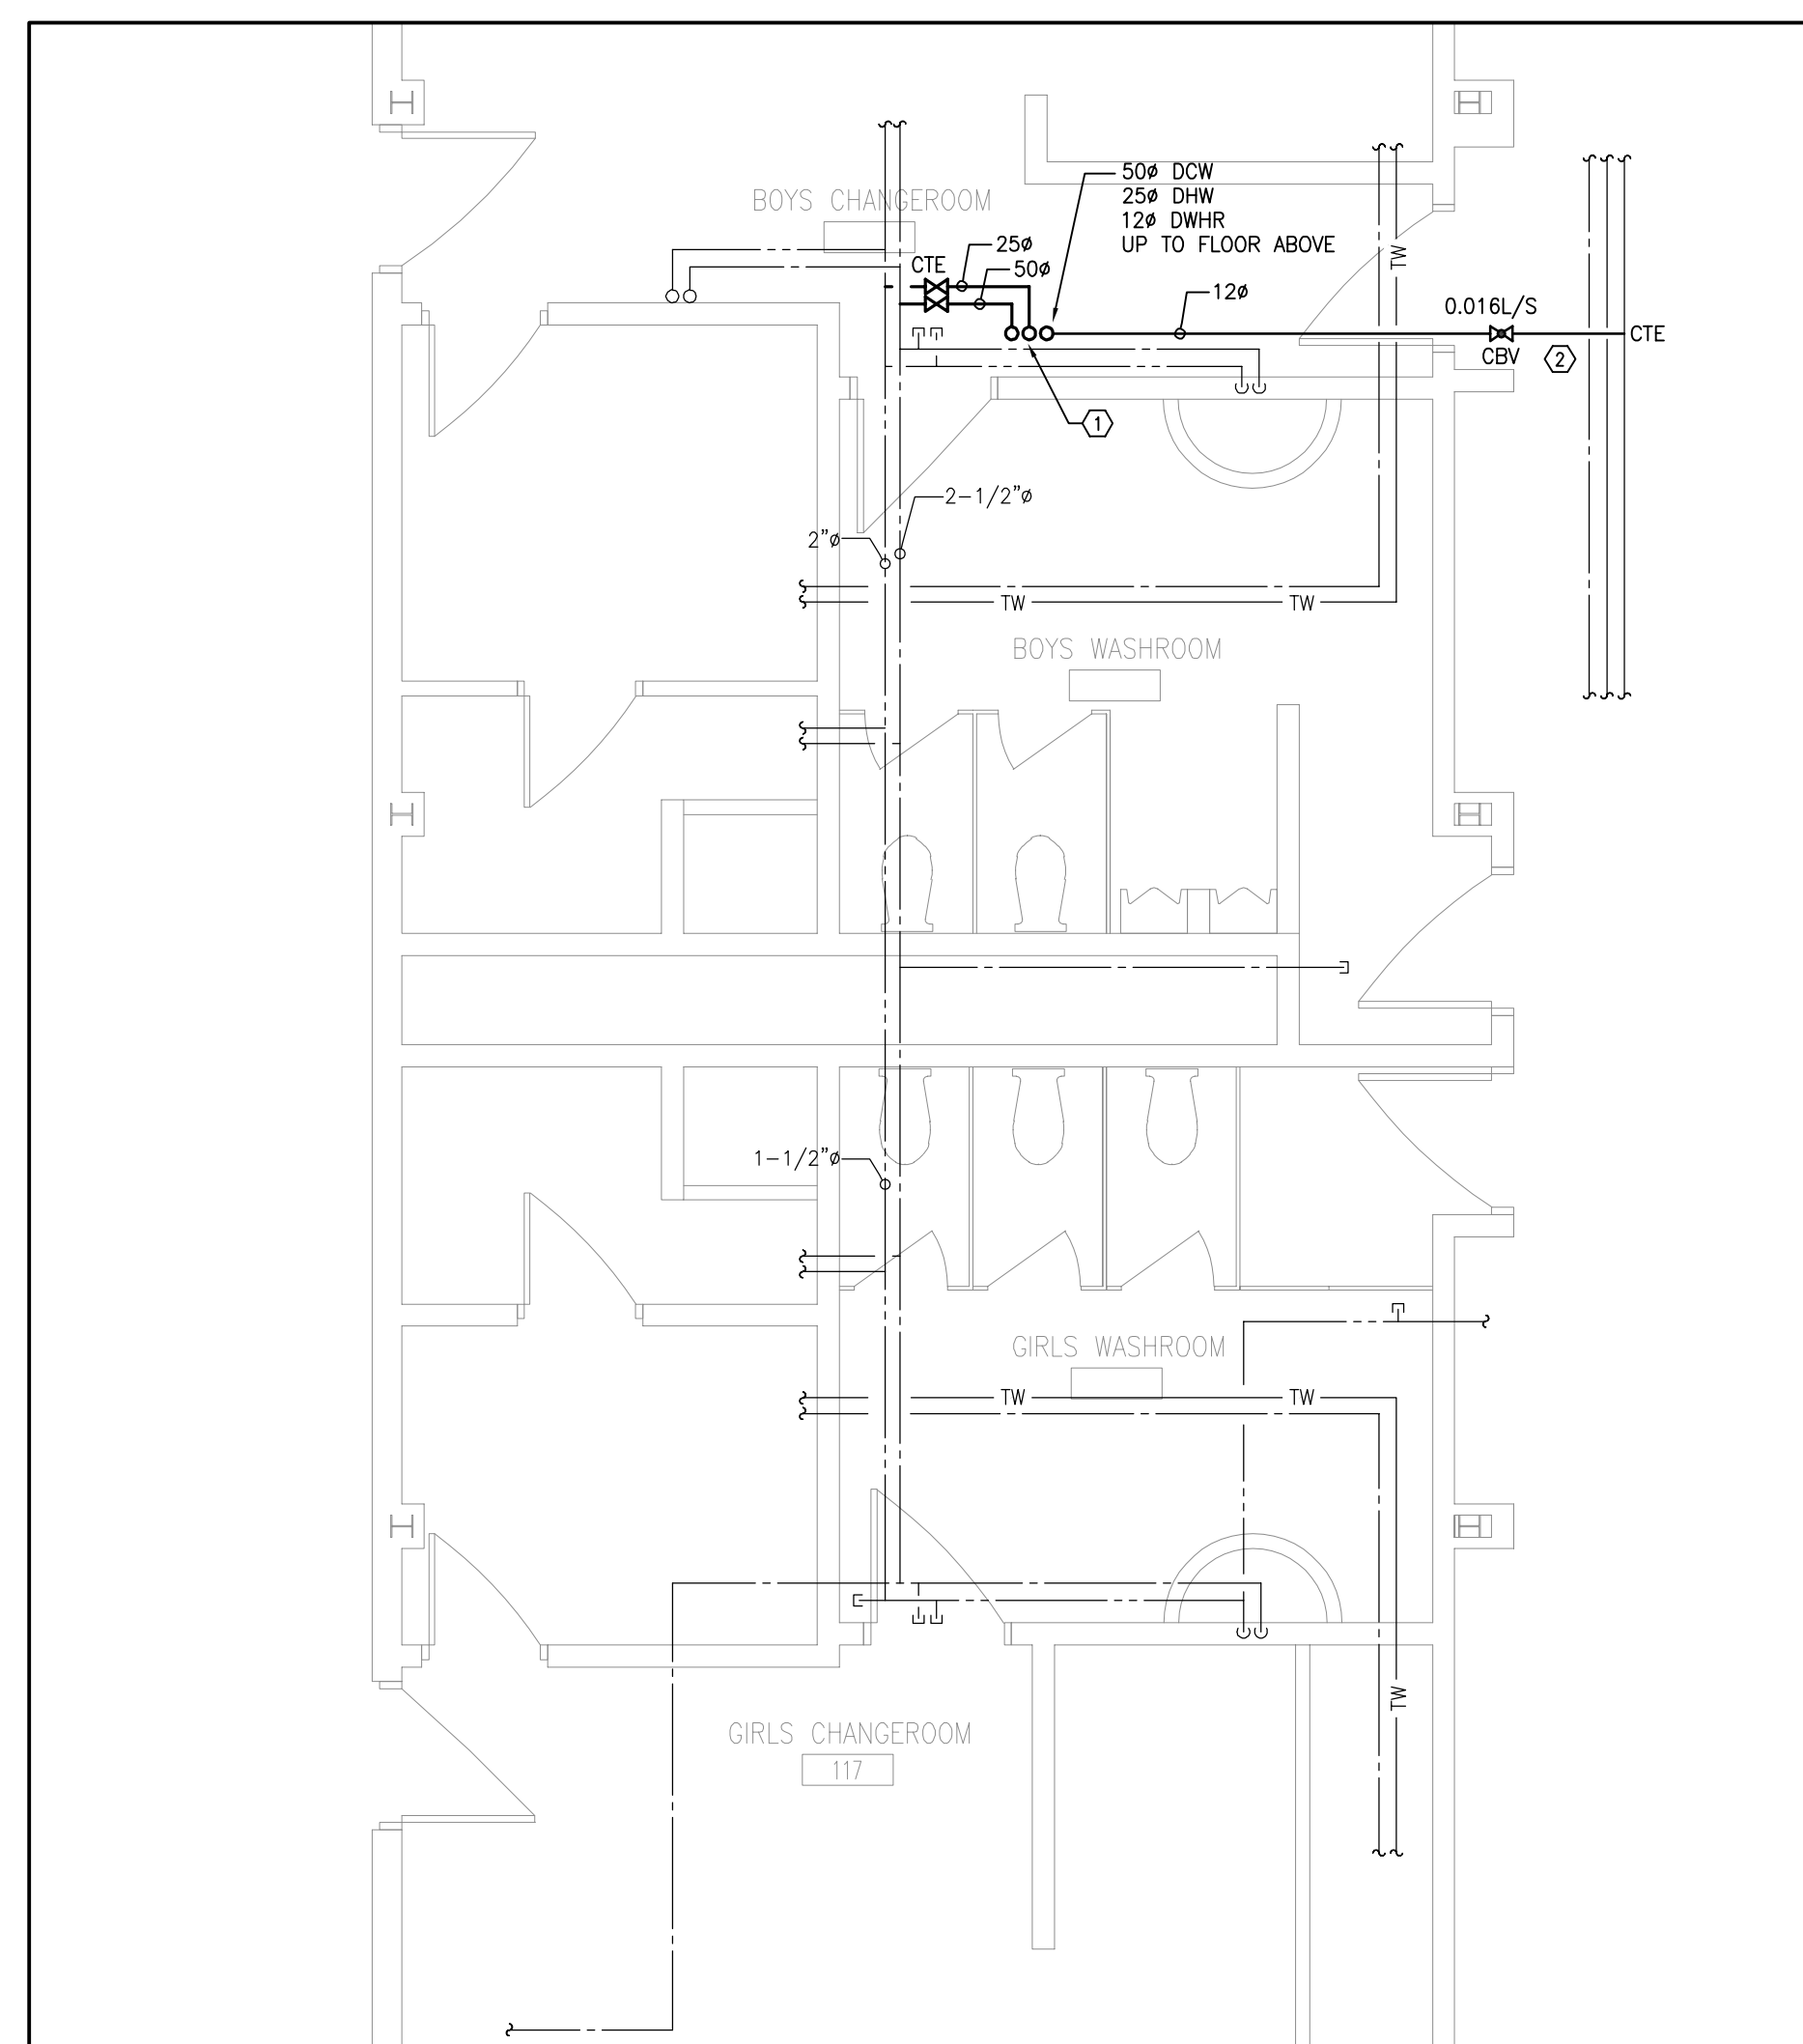 50ø DCW
25ø DHW
12ø DWHR
UP TO FLOOR ABOVE
BOYS CHANGEROOM
25ø
CTE
50ø
TW
12ø
0.016L/S
CTE
CBV
2
1
2-1/2"ø
2"ø
TW
TW
BOYS WASHROOM
1-1/2"ø
GIRLS WASHROOM
TW
TW
TW
GIRLS CHANGEROOM
117